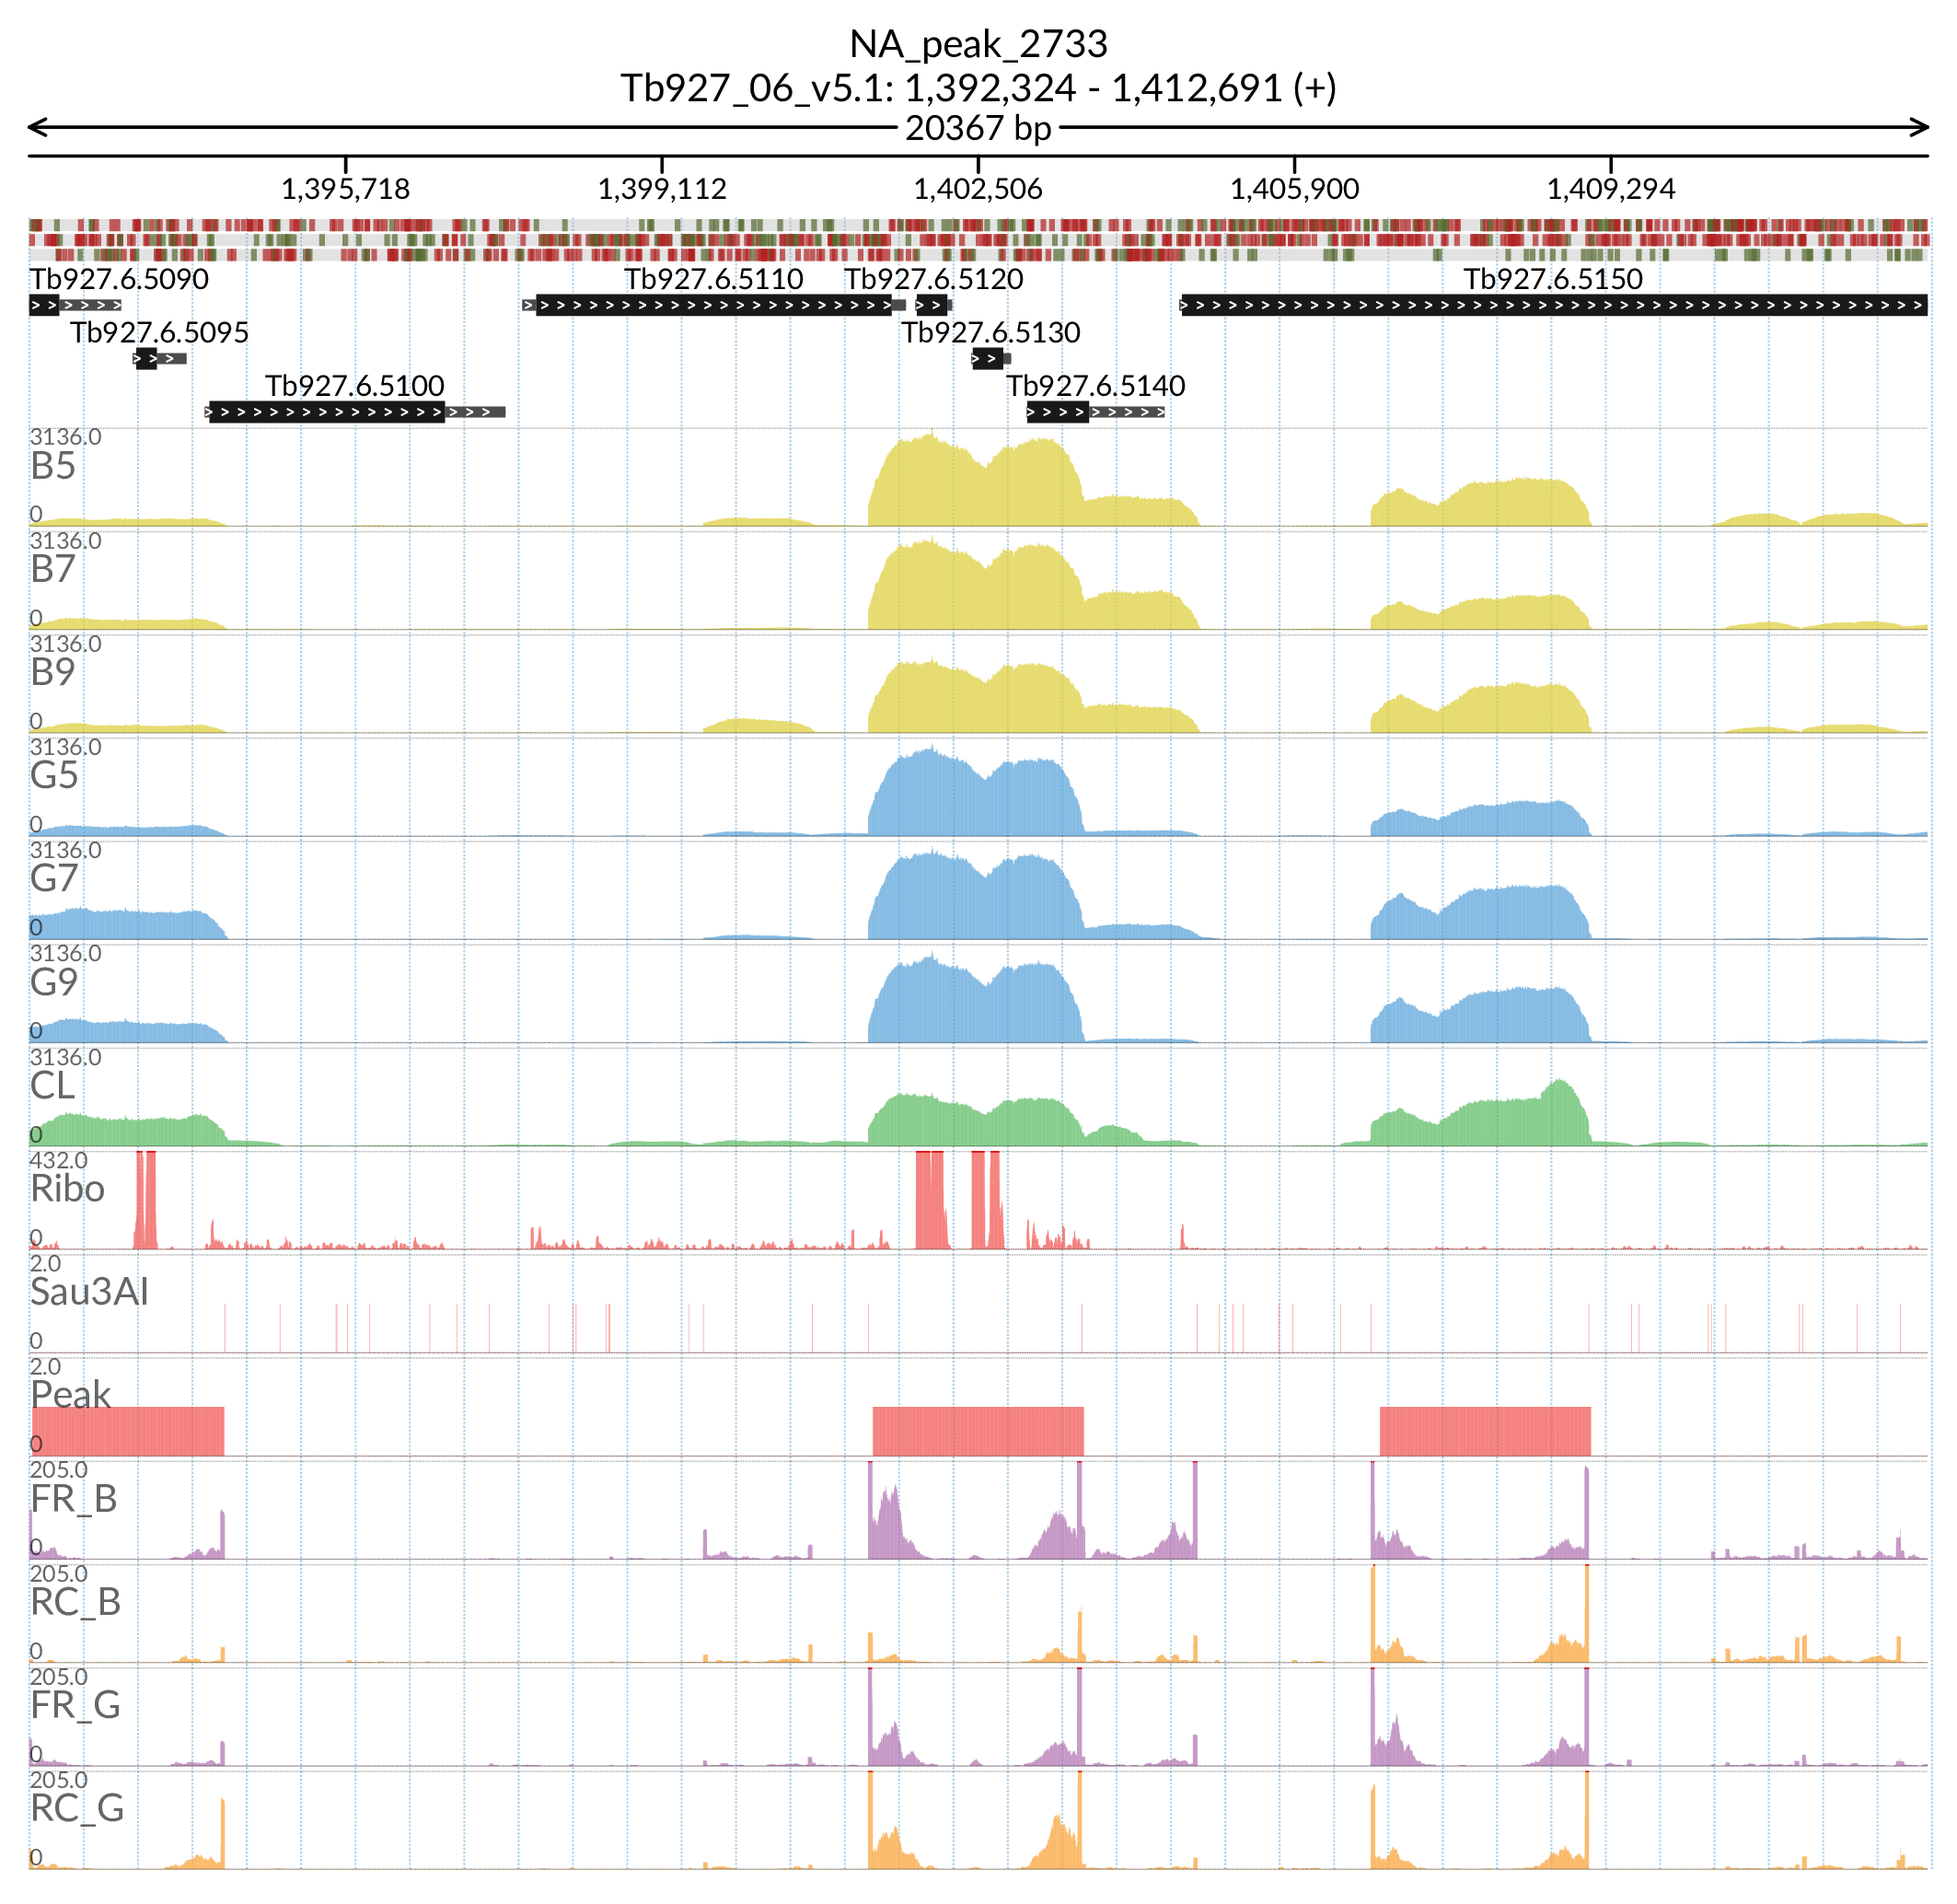 NA_peak_2733
Tb927_06_v5.1: 1,392,324 - 1,412,691 (+)
20367 bp
1,395,718 1,399,112 1,402,506 1,405,900 1,409,294
Tb927.6.5090 Tb927.6.5110 Tb927.6.5120 Tb927.6.5150
Tb927.6.5095 Tb927.6.5130
Tb927.6.5100 Tb927.6.5140
3136.0
B5
0
3136.0
B7
0
3136.0
B9
0
3136.0
G5
0
3136.0
G7
0
3136.0
G9
0
3136.0
CL
0
432.0
Ribo
0
2.0
Sau3AI
0
2.0
Peak
0
205.0
FR_B
0
205.0
RC_B
0
205.0
FR_G
0
205.0
RC_G
0